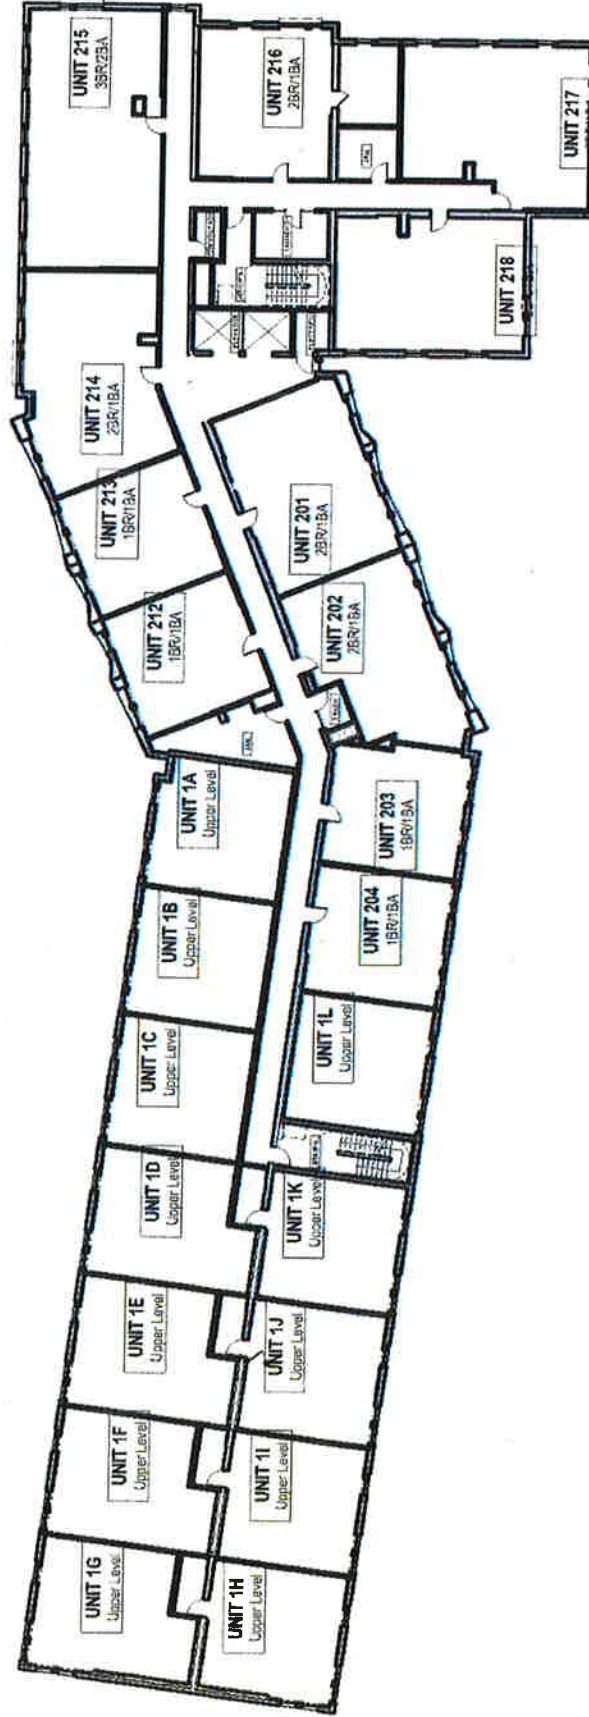 UNIT 215
3BR/2BA
UNIT 216
2BR/1BA
UNIT 217
UNIT 218
UNIT 214
2BR/1BA
UNIT 213
1BR/1BA
UNIT 201
2BR/1BA
UNIT 212
1BR/1BA
UNIT 202
2BR/1BA
UNIT 1A
Upper Level
UNIT 203
1BR/1BA
UNIT 1B
Upper Level
UNIT 204
1BR/1BA
UNIT 1C
Upper Level
UNIT 1L
Upper Level
UNIT 1D
Upper Level
UNIT 1K
Upper Level
UNIT 1E
Upper Level
UNIT 1J
Upper Level
UNIT 1F
Upper Level
UNIT 1I
Upper Level
UNIT 1G
Upper Level
UNIT 1H
Upper Level